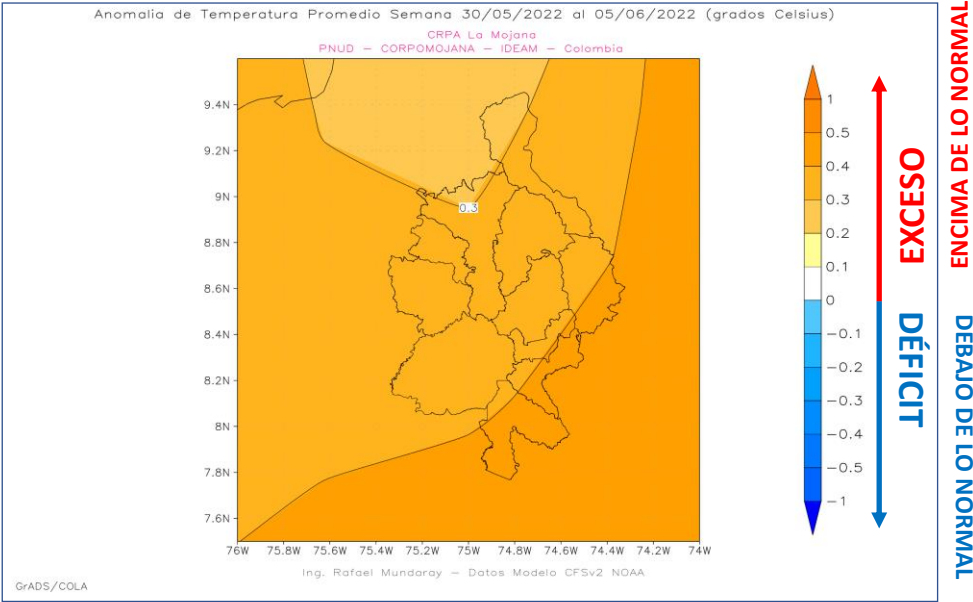 Anomalía de Temperatura Promedio Semana 30/05/2022 al 05/06/2022 (grados Celsius)
CRPA La Mojana
PNUD – CORPOMOJANA – IDEAM – Colombia
9.4N
9.2N
9N
8.8N
8.6N
8.4N
8.2N
8N
7.8N
7.6N
0.3
76W 75.8W 75.6W 75.4W 75.2W 75W 74.8W 74.6W 74.4W 74.2W 74W
Ing. Rafael Mundaray – Datos Modelo CFSv2 NOAA
GrADS/COLA
1
0.5
0.4
0.3
0.2
0.1
0
−0.1
−0.2
−0.3
−0.4
−0.5
−1
EXCESO
DÉFICIT
ENCIMA DE LO NORMAL
DEBAJO DE LO NORMAL